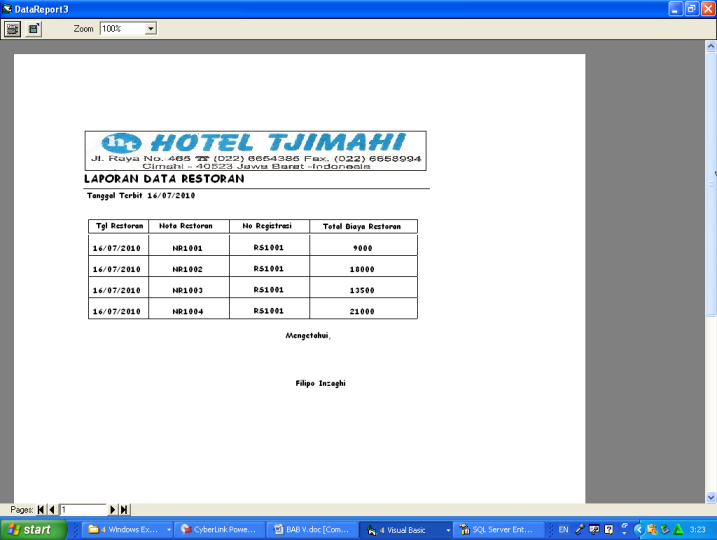 DataReport3
Zoom 100%
ht HOTEL TJIMAHI
Jl. Raya No. 465 ☎ (022) 6654385 Fax. (022) 6658994
Cimahi - 40523 Jawa Barat -Indonesia
LAPORAN DATA RESTORAN
Tanggal Terbit 16/07/2010
Tgl Restoran Nota Restoran No Registrasi Total Biaya Restoran
16/07/2010 NR1001 RS1001 9000
16/07/2010 NR1002 RS1001 18000
16/07/2010 NR1003 RS1001 13500
16/07/2010 NR1004 RS1001 21000
Mengetahui,
Filipo Inzaghi
Pages: 1
start 4 Windows Ex... CyberLink Powe... BAB V.doc [Com... 4 Visual Basic SQL Server Ent... EN 3:23